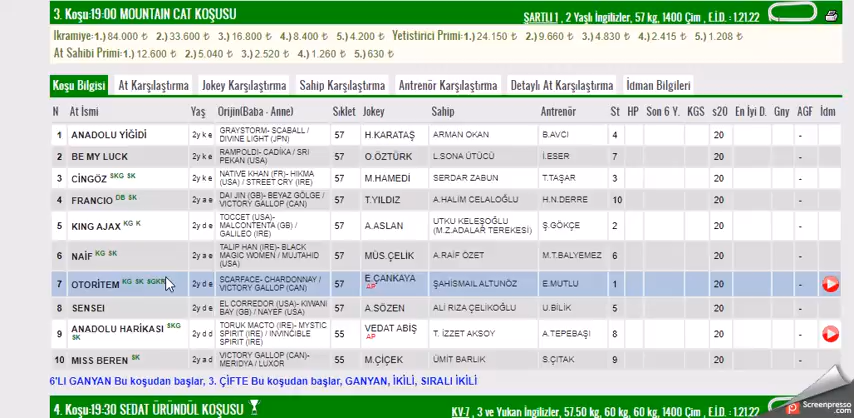 3. Koşu:19:00 MOUNTAIN CAT KOŞUSU
ŞARTLI 1 , 2 Yaşlı İngilizler, 57 kg, 1400 Çim , E.İ.D. : 1.21.22
Ikramiye:1.) 84.000 ₺ 2.) 33.600 ₺ 3.) 16.800 ₺ 4.) 8.400 ₺ 5.) 4.200 ₺ Yetistirici Primi:1.) 24.150 ₺ 2.) 9.660 ₺ 3.) 4.830 ₺ 4.) 2.415 ₺ 5.) 1.208 ₺
At Sahibi Primi:1.) 12.600 ₺ 2.) 5.040 ₺ 3.) 2.520 ₺ 4.) 1.260 ₺ 5.) 630 ₺
Koşu Bilgisi At Karşılaştırma Jokey Karşılaştırma Sahip Karşılaştırma Antrenör Karşılaştırma Detaylı At Karşılaştırma İdman Bilgileri
N At İsmi Yaş Orijin(Baba - Anne) Sıklet Jokey Sahip Antrenör St HP Son 6 Y. KGS s20 En İyi D. Gny AGF İdm
1 ANADOLU YİĞİDİ 2y k e GRAYSTORM- SCABALL / DIVINE LIGHT (JPN) 57 H.KARATAŞ ARMAN OKAN B.AVCI 4 20 -
2 BE MY LUCK 2y k e RAMPOLDI- CADİKA / SRI PEKAN (USA) 57 O.ÖZTÜRK L.SONA ÜTÜCÜ İ.ESER 7 20 -
3 CİNGÖZ SKG SK 2y k e NATIVE KHAN (FR)- HIKMA (USA) / STREET CRY (IRE) 57 M.HAMEDİ SERDAR ZABUN T.TAŞAR 3 20 -
4 FRANCIO DB SK 2y a e DAI JIN (GB)- BEYAZ GÖLGE / VICTORY GALLOP (CAN) 57 T.YILDIZ A.HALİM CELALOĞLU H.N.DERRE 10 20 -
5 KING AJAX KG K 2y d e TOCCET (USA)- MALCONTENTA (GB) / GALILEO (IRE) 57 A.ASLAN UTKU KELEŞOĞLU (M.Z.ADALAR TEREKESİ) Ş.GÖKÇE 2 20 -
6 NAİF KG SK 2y a e TALIP HAN (IRE)- BLACK MAGIC WOMEN / MUJTAHID (USA) 57 MÜS.ÇELİK A.RAİF ÖZET M.T.BALYEMEZ 6 20 -
7 OTORİTEM KG SK SGKR 2y d e SCARFACE- CHARDONNAY / VICTORY GALLOP (CAN) 57 E.ÇANKAYA AP ŞAHİSMAİL ALTUNÖZ E.MUTLU 1 20 -
8 SENSEI 2y d e EL CORREDOR (USA)- KIWANI BAY (GB) / NAYEF (USA) 57 A.SÖZEN ALİ RIZA ÇELİKOĞLU U.BİLİK 5 20 -
9 ANADOLU HARİKASI SKG SK 2y d d TORUK MACTO (IRE)- MYSTIC SPIRIT (IRE) / INVINCIBLE SPIRIT (IRE) 55 VEDAT ABİŞ AP T. İZZET AKSOY A.TEPEBAŞI 8 20 -
10 MISS BEREN SK 2y a d VICTORY GALLOP (CAN)- MERIDYA / LUXOR 55 M.ÇİÇEK ÜMİT BARLIK S.ÇITAK 9 20 -
6'LI GANYAN Bu koşudan başlar, 3. ÇİFTE Bu koşudan başlar, GANYAN, İKİLİ, SIRALI İKİLİ
4. Koşu:19:30 SEDAT ÜRÜNDÜL KOŞUSU
KV-7 , 3 ve Yukarı İngilizler, 57.50 kg, 60 kg, 60 kg, 1400 Çim , E.İ.D. : 1.21.22
Screenpresso
.com